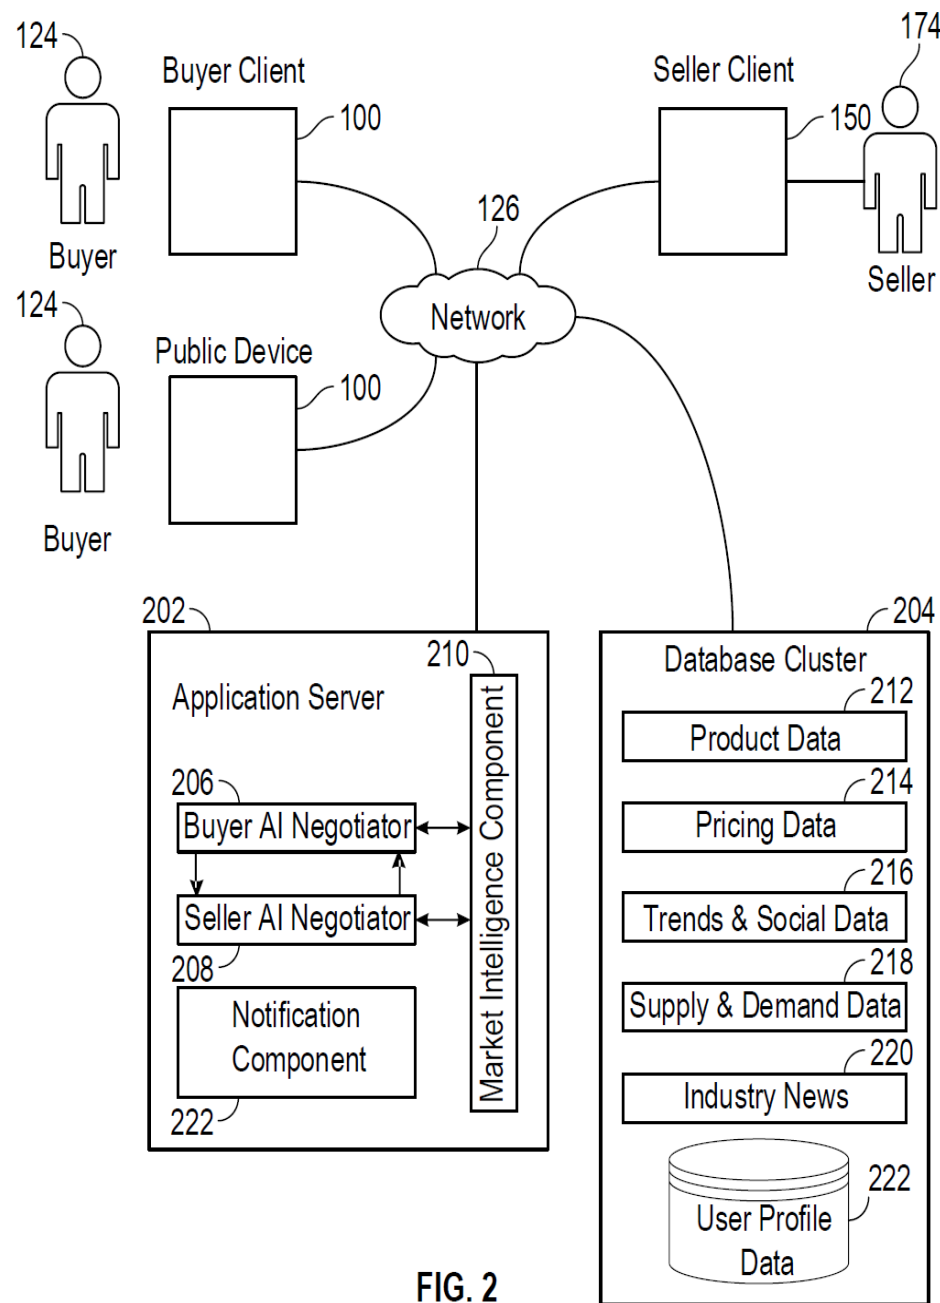 124
Buyer
Buyer Client
100
Seller Client
150
174
Seller
126
Network
124
Buyer
Public Device
100
202
Application Server
210
Market Intelligence Component
206
Buyer AI Negotiator
Seller AI Negotiator
208
Notification
Component
222
204
Database Cluster
212
Product Data
214
Pricing Data
216
Trends & Social Data
218
Supply & Demand Data
220
Industry News
222
User Profile
Data
FIG. 2